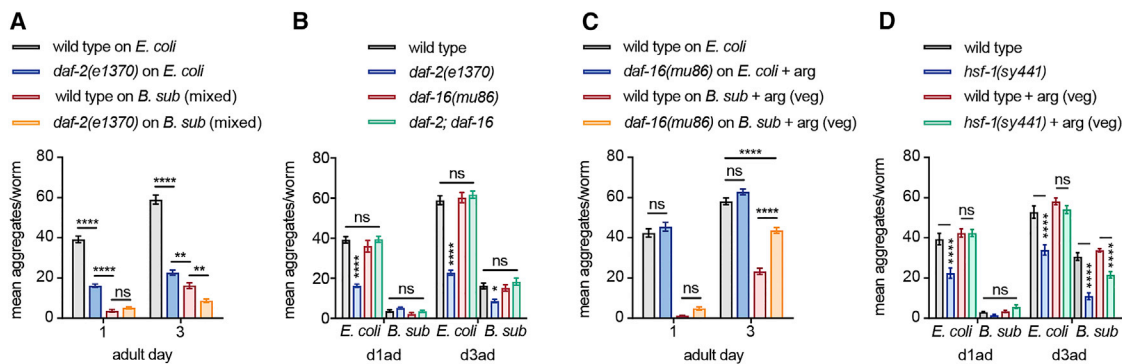 A
wild type on E. coli
daf-2(e1370) on E. coli
wild type on B. sub (mixed)
daf-2(e1370) on B. sub (mixed)
mean aggregates/worm
80
60
40
20
0
****
****
****
ns
**
**
1
3
adult day
B
wild type
daf-2(e1370)
daf-16(mu86)
daf-2; daf-16
mean aggregates/worm
80
60
40
20
0
ns
****
ns
ns
****
ns
*
E. coli
B. sub
E. coli
B. sub
d1ad
d3ad
C
wild type on E. coli
daf-16(mu86) on E. coli + arg
wild type on B. sub + arg (veg)
daf-16(mu86) on B. sub + arg (veg)
mean aggregates/worm
80
60
40
20
0
ns
ns
****
ns
****
1
3
adult day
D
wild type
hsf-1(sy441)
wild type + arg (veg)
hsf-1(sy441) + arg (veg)
mean aggregates/worm
80
60
40
20
0
ns
****
ns
ns
****
****
****
E. coli
B. sub
E. coli
B. sub
d1ad
d3ad